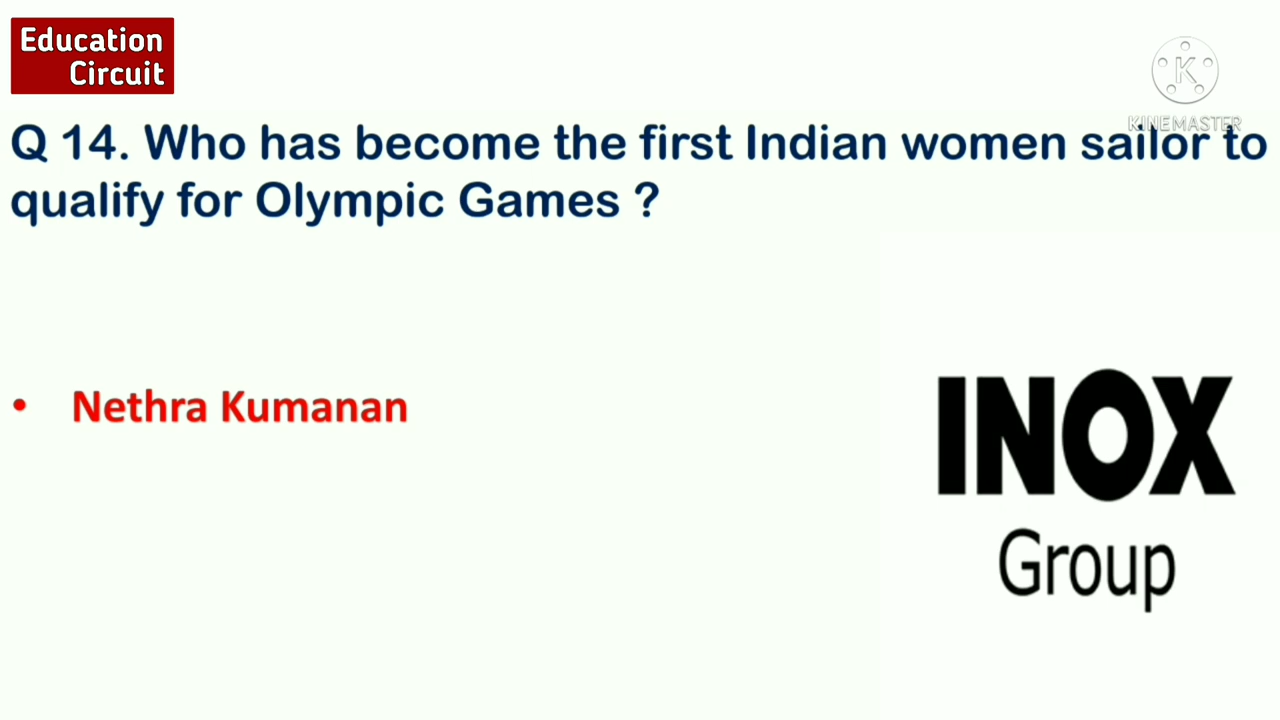 Education
Circuit
K
KINEMASTER
Q 14. Who has become the first Indian women sailor to
qualify for Olympic Games ?
• Nethra Kumanan
INOX
Group